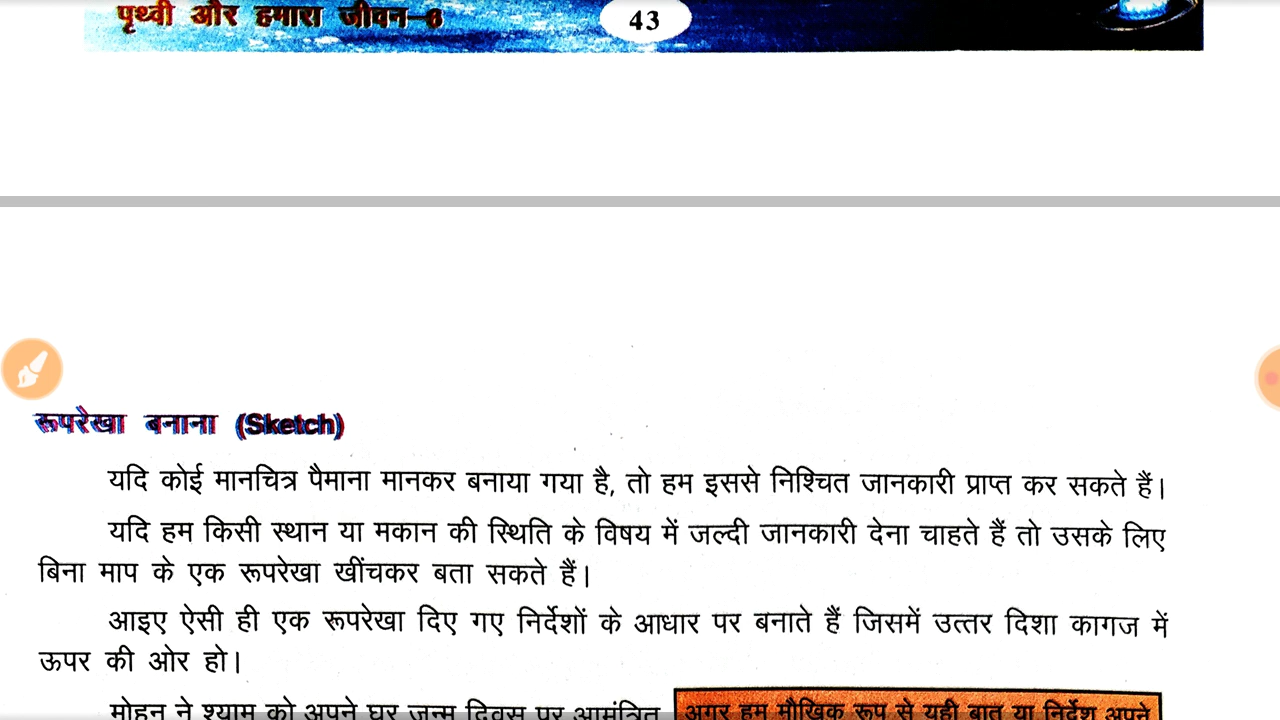 पृथ्वी और हमारा जीवन-6
43
रूपरेखा बनाना (Sketch)
यदि कोई मानचित्र पैमाना मानकर बनाया गया है, तो हम इससे निश्चित जानकारी प्राप्त कर सकते हैं।
यदि हम किसी स्थान या मकान की स्थिति के विषय में जल्दी जानकारी देना चाहते हैं तो उसके लिए
बिना माप के एक रूपरेखा खींचकर बता सकते हैं।
आइए ऐसी ही एक रूपरेखा दिए गए निर्देशों के आधार पर बनाते हैं जिसमें उत्तर दिशा कागज में
ऊपर की ओर हो।
मोहन ने श्याम को अपने घर जन्म दिवस पर आमंत्रित
अगर हम मौखिक रूप से यही बात या निर्देश अपने